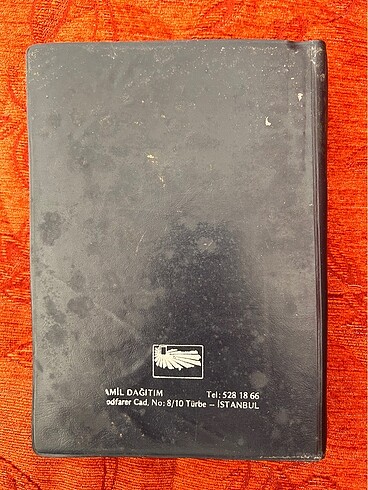 AMİL DAĞITIM Tel: 528 18 66
odfarer Cad. No: 8/10 Türbe – İSTANBUL